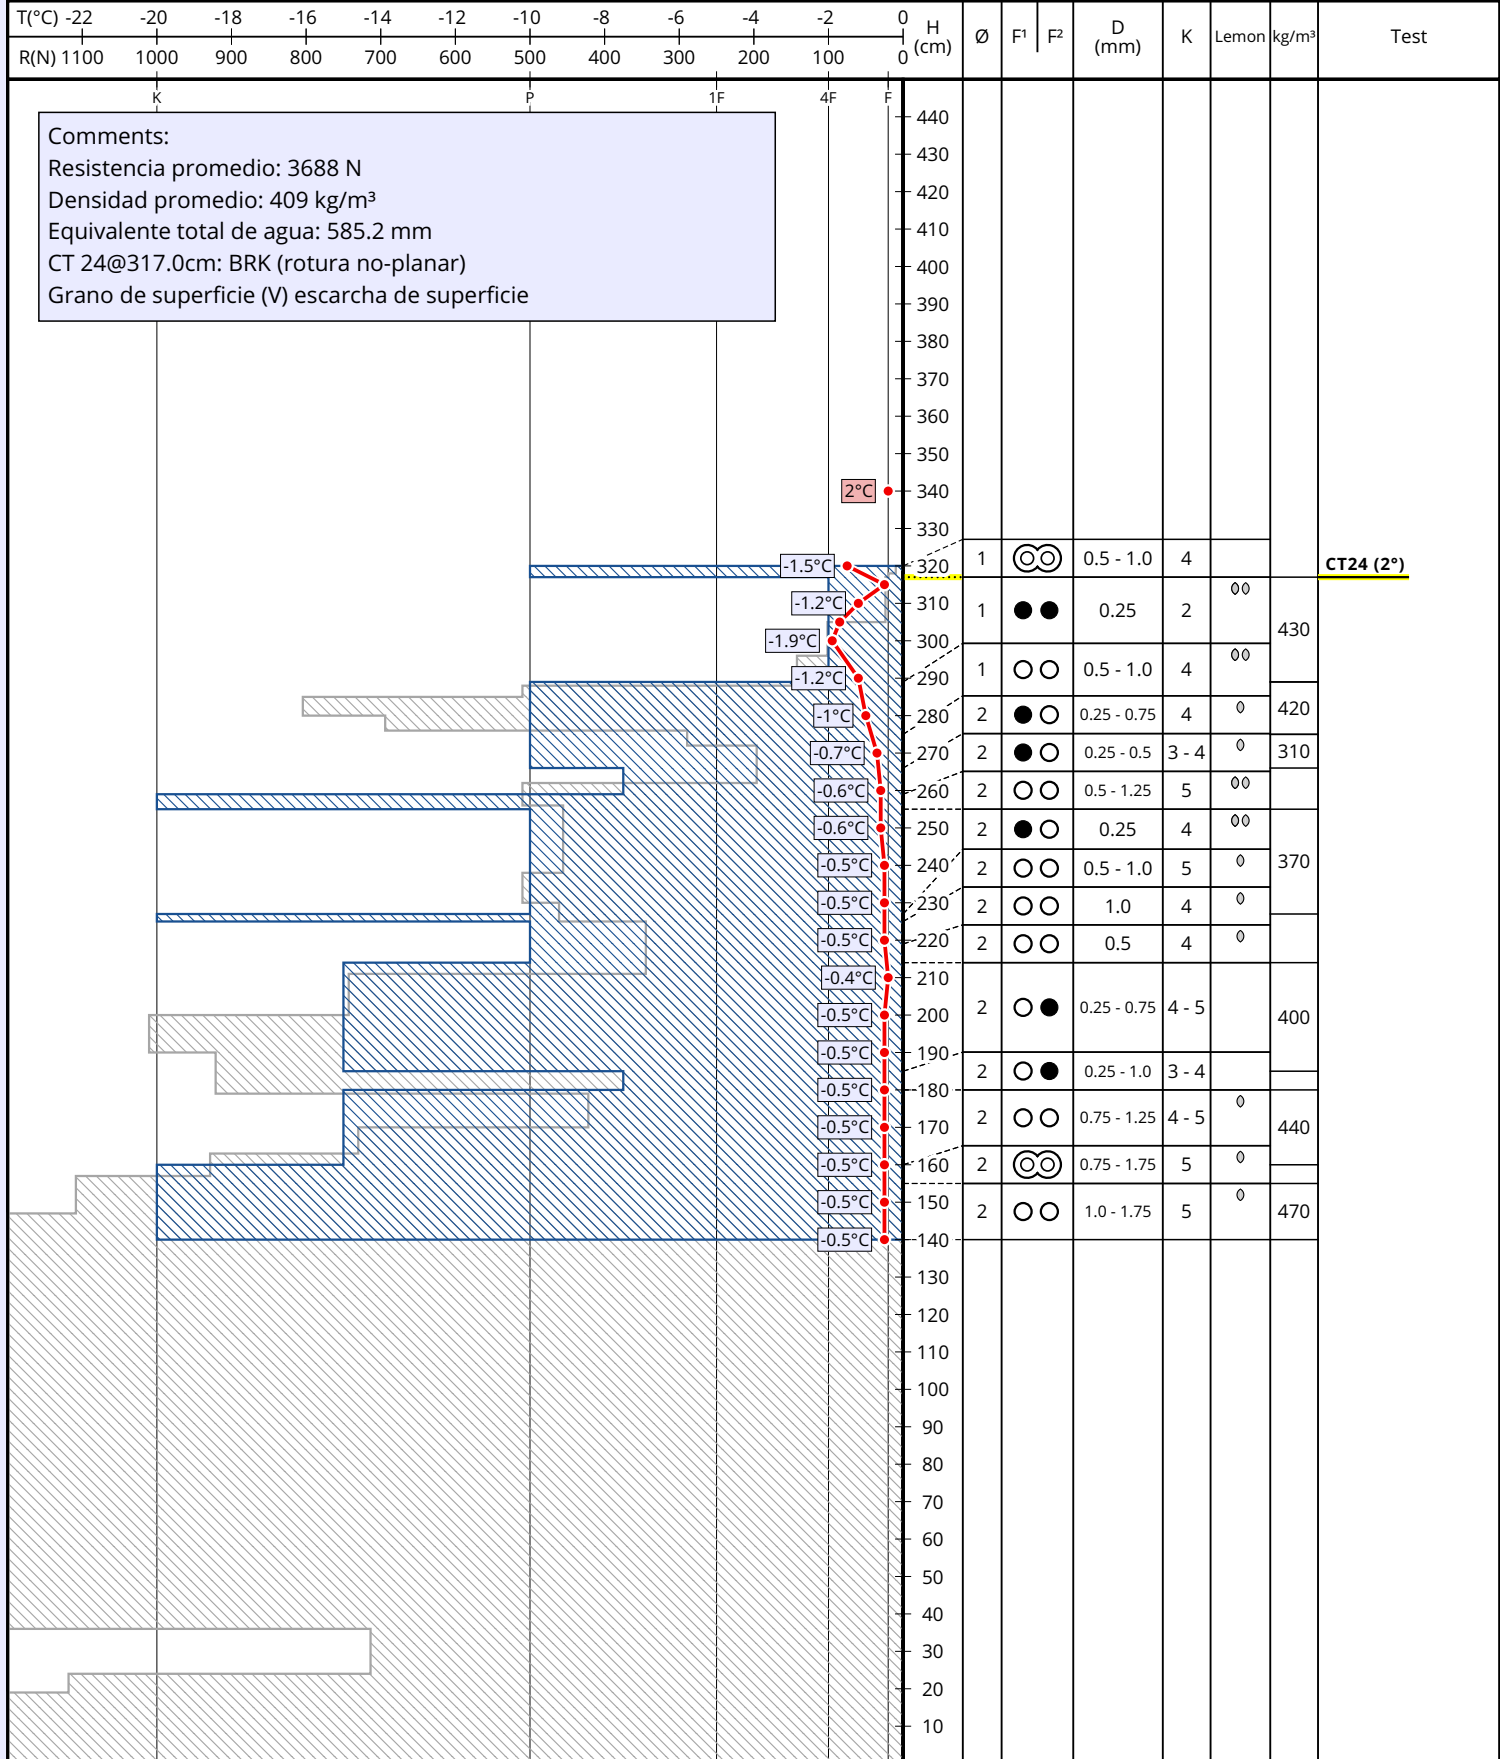 T(°C) -22 -20 -18 -16 -14 -12 -10 -8 -6 -4 -2 0
R(N) 1100 1000 900 800 700 600 500 400 300 200 100 0
H (cm) Ø F¹ F² D (mm) K Lemon kg/m³ Test
K P 1F 4F F
Comments:
Resistencia promedio: 3688 N
Densidad promedio: 409 kg/m³
Equivalente total de agua: 585.2 mm
CT 24@317.0cm: BRK (rotura no-planar)
Grano de superficie (V) escarcha de superficie
440
430
420
410
400
390
380
370
360
350
2°C 340
330
-1.5°C 320
1 0.5 - 1.0 4
CT24 (2°)
-1.2°C 310
1 0.25 2
430
-1.9°C 300
1 0.5 - 1.0 4
-1.2°C 290
-1°C 280
2 0.25 - 0.75 4 420
-0.7°C 270
2 0.25 - 0.5 3 - 4 310
-0.6°C 260
2 0.5 - 1.25 5
-0.6°C 250
2 0.25 4
370
-0.5°C 240
2 0.5 - 1.0 5
-0.5°C 230
2 1.0 4
-0.5°C 220
2 0.5 4
-0.4°C 210
2 0.25 - 0.75 4 - 5
-0.5°C 200
400
-0.5°C 190
2 0.25 - 1.0 3 - 4
-0.5°C 180
2 0.75 - 1.25 4 - 5
-0.5°C 170
440
-0.5°C 160
2 0.75 - 1.75 5
-0.5°C 150
2 1.0 - 1.75 5 470
-0.5°C 140
130
120
110
100
90
80
70
60
50
40
30
20
10